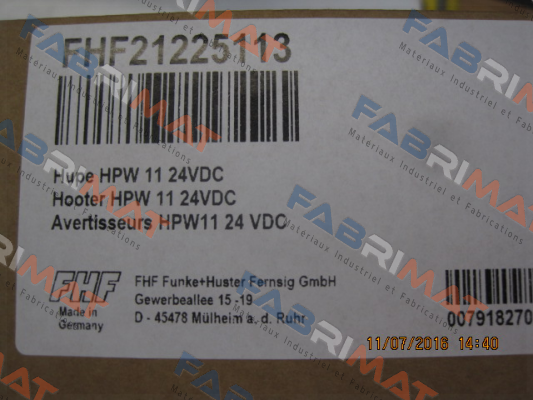 FHF21225113
Hupe HPW 11 24VDC
Hooter HPW 11 24VDC
Avertisseurs HPW11 24 VDC
FHF
Made in
Germany
FHF Funke+Huster Fernsig GmbH
Gewerbeallee 15 -19
D - 45478 Mülheim a. d. Ruhr
007918270
11/07/2016 14:40
FABRIMAT
Materiaux Industriel et Fabrications